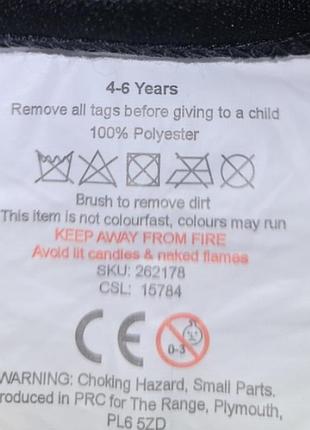 4-6 Years
Remove all tags before giving to a child
100% Polyester
Brush to remove dirt
This item is not colourfast, colours may run
KEEP AWAY FROM FIRE
Avoid lit candles & naked flames
SKU: 262178
CSL: 15784
CE 0-3
WARNING: Choking Hazard, Small Parts.
roduced in PRC for The Range, Plymouth,
PL6 5ZD